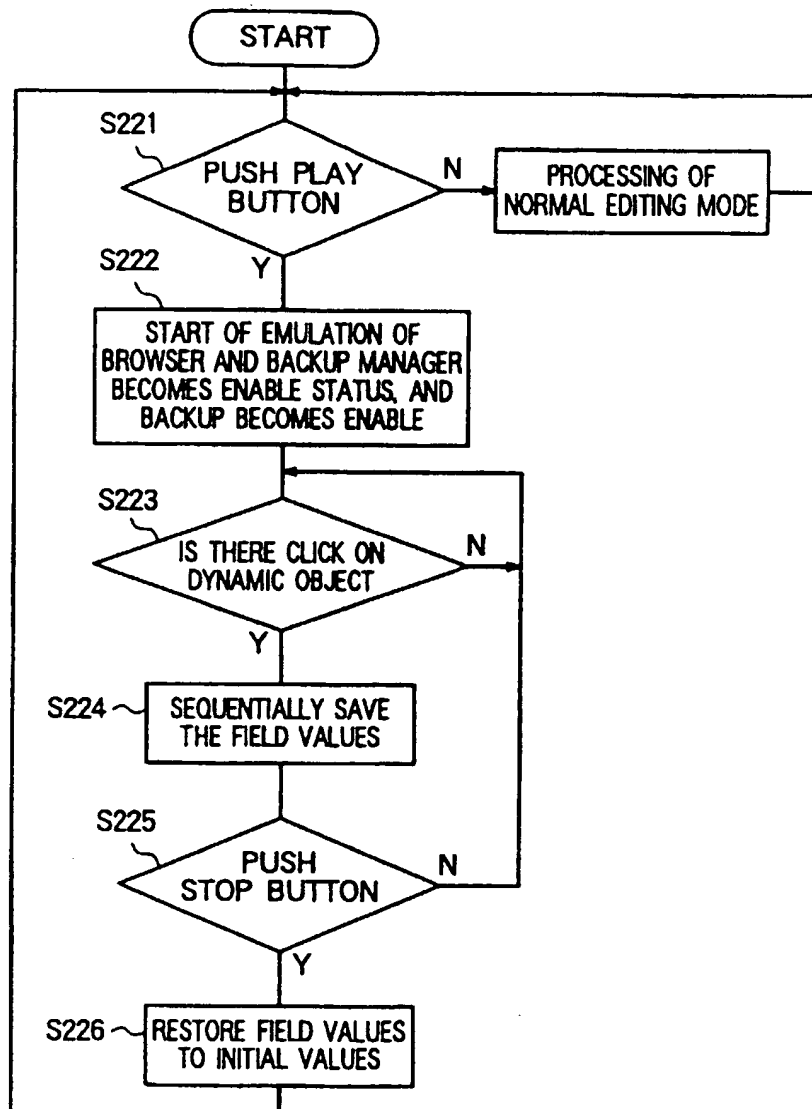 START
S221
PUSH PLAY
BUTTON
N
PROCESSING OF
NORMAL EDITING MODE
Y
S222
START OF EMULATION OF
BROWSER AND BACKUP MANAGER
BECOMES ENABLE STATUS, AND
BACKUP BECOMES ENABLE
S223
IS THERE CLICK ON
DYNAMIC OBJECT
N
Y
S224
SEQUENTIALLY SAVE
THE FIELD VALUES
S225
PUSH
STOP BUTTON
N
Y
S226
RESTORE FIELD VALUES
TO INITIAL VALUES